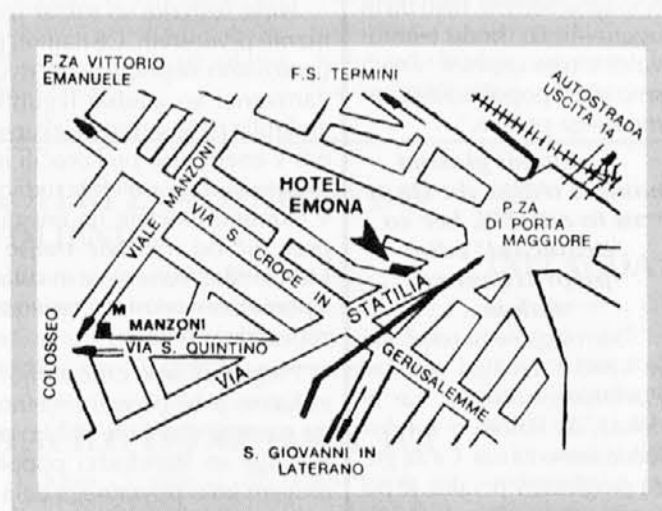 P.ZA VITTORIO
EMANUELE
F.S. TERMINI
AUTOSTRADA
USCITA 14
VIALE MANZONI
HOTEL
EMONA
P.ZA
DI PORTA
MAGGIORE
VIA S. CROCE IN
GERUSALEMME
VIA STATILIA
COLOSSEO
M
MANZONI
VIA S. QUINTINO
S. GIOVANNI IN
LATERANO